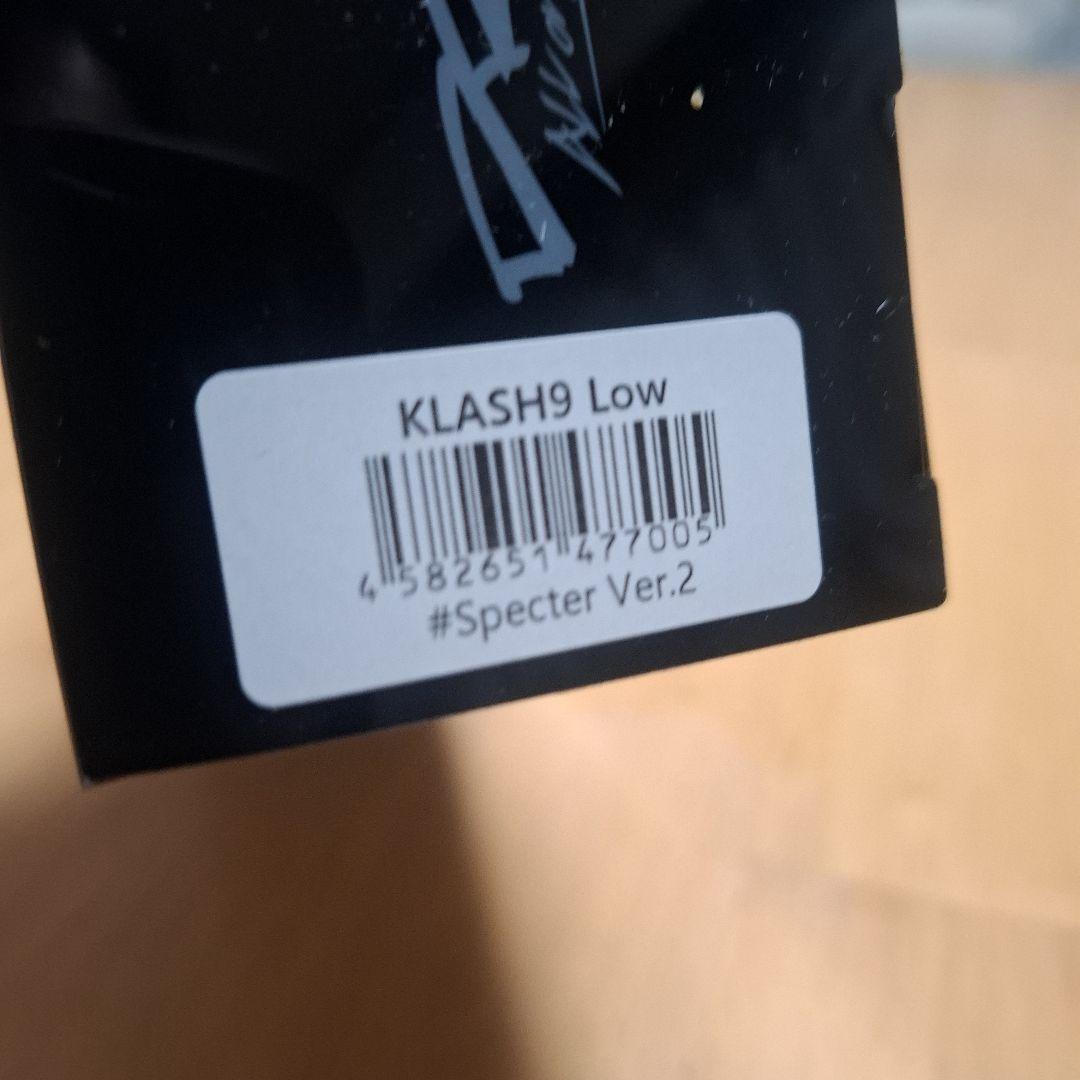 KLASH9 Low
4 582651 477005
#Specter Ver.2